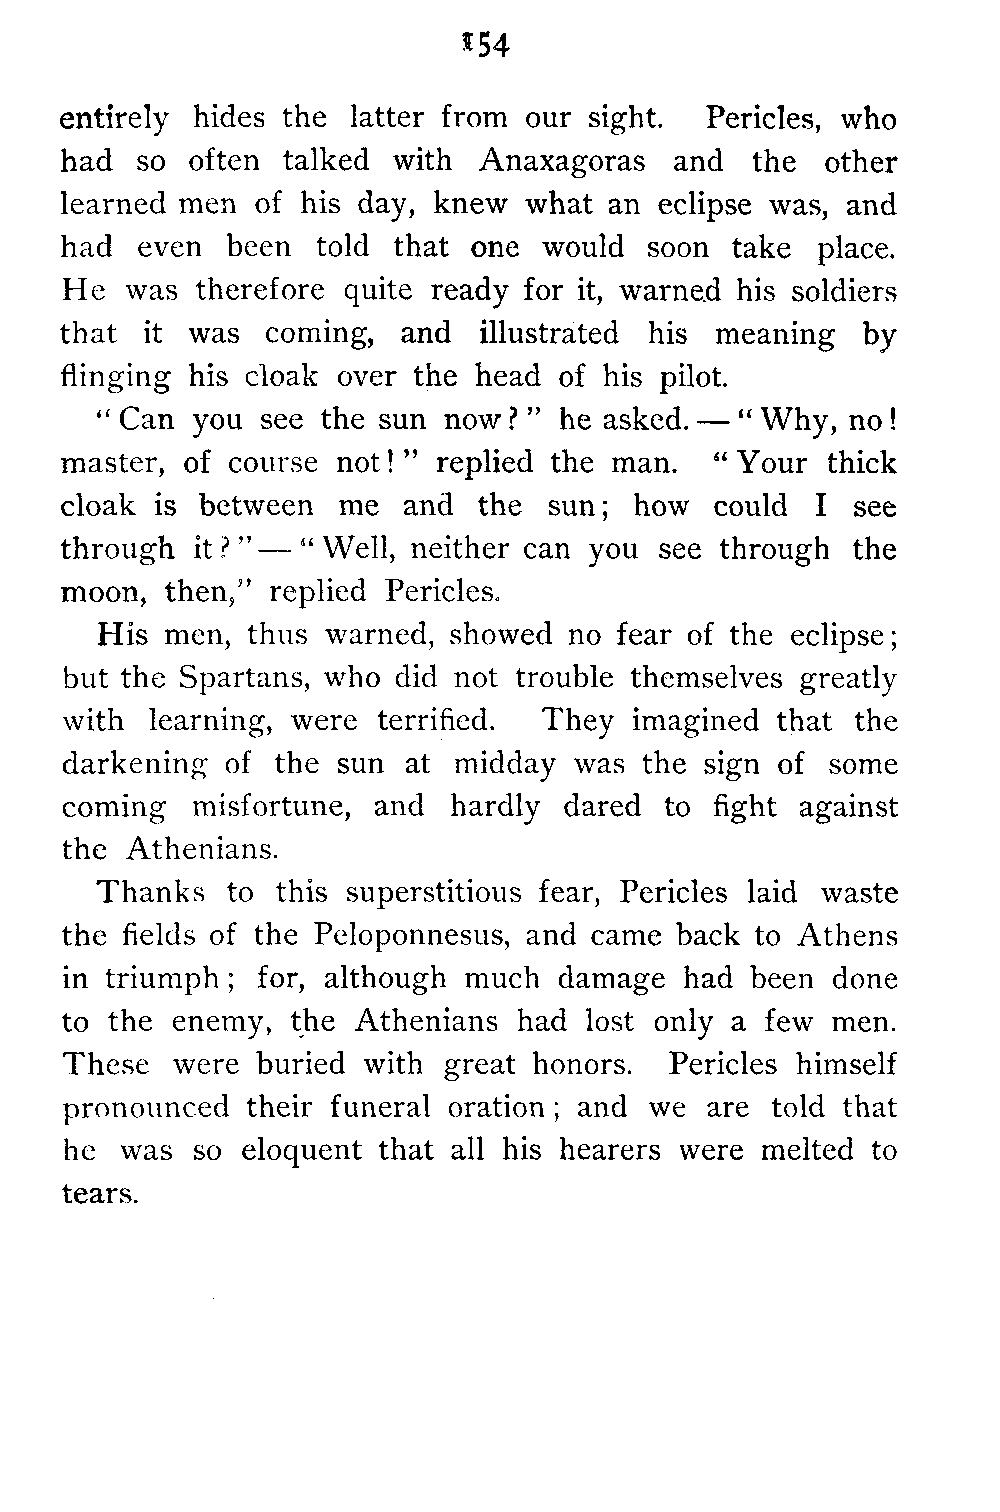 154
entirely hides the latter from our sight. Pericles, who
had so often talked with Anaxagoras and the other
learned men of his day, knew what an eclipse was, and
had even been told that one would soon take place.
He was therefore quite ready for it, warned his soldiers
that it was coming, and illustrated his meaning by
flinging his cloak over the head of his pilot.
"Can you see the sun now?" he asked. — "Why, no!
master, of course not!" replied the man. "Your thick
cloak is between me and the sun; how could I see
through it?" — "Well, neither can you see through the
moon, then," replied Pericles.
His men, thus warned, showed no fear of the eclipse;
but the Spartans, who did not trouble themselves greatly
with learning, were terrified. They imagined that the
darkening of the sun at midday was the sign of some
coming misfortune, and hardly dared to fight against
the Athenians.
Thanks to this superstitious fear, Pericles laid waste
the fields of the Peloponnesus, and came back to Athens
in triumph; for, although much damage had been done
to the enemy, the Athenians had lost only a few men.
These were buried with great honors. Pericles himself
pronounced their funeral oration; and we are told that
he was so eloquent that all his hearers were melted to
tears.